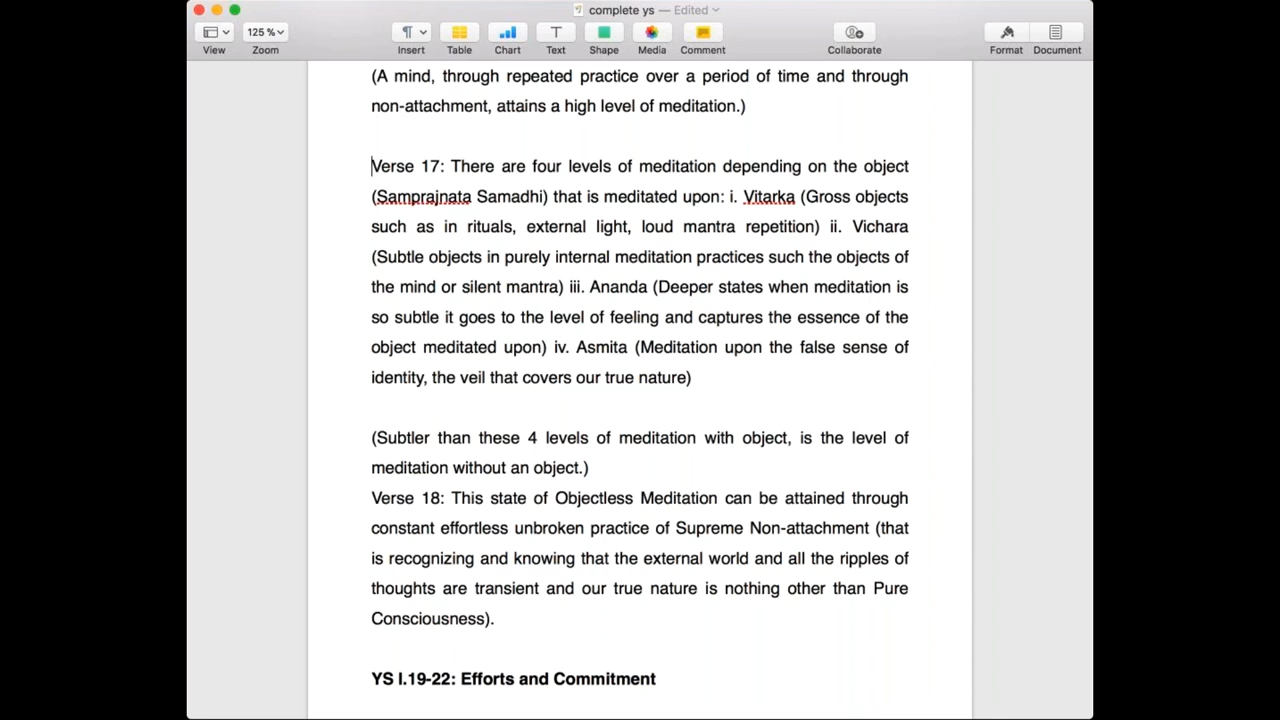 complete ys — Edited
125 %
View
Zoom
Insert
Table
Chart
Text
Shape
Media
Comment
Collaborate
Format
Document
(A mind, through repeated practice over a period of time and through
non-attachment, attains a high level of meditation.)
Verse 17: There are four levels of meditation depending on the object
(Samprajnata Samadhi) that is meditated upon: i. Vitarka (Gross objects
such as in rituals, external light, loud mantra repetition) ii. Vichara
(Subtle objects in purely internal meditation practices such the objects of
the mind or silent mantra) iii. Ananda (Deeper states when meditation is
so subtle it goes to the level of feeling and captures the essence of the
object meditated upon) iv. Asmita (Meditation upon the false sense of
identity, the veil that covers our true nature)
(Subtler than these 4 levels of meditation with object, is the level of
meditation without an object.)
Verse 18: This state of Objectless Meditation can be attained through
constant effortless unbroken practice of Supreme Non-attachment (that
is recognizing and knowing that the external world and all the ripples of
thoughts are transient and our true nature is nothing other than Pure
Consciousness).
YS I.19-22: Efforts and Commitment